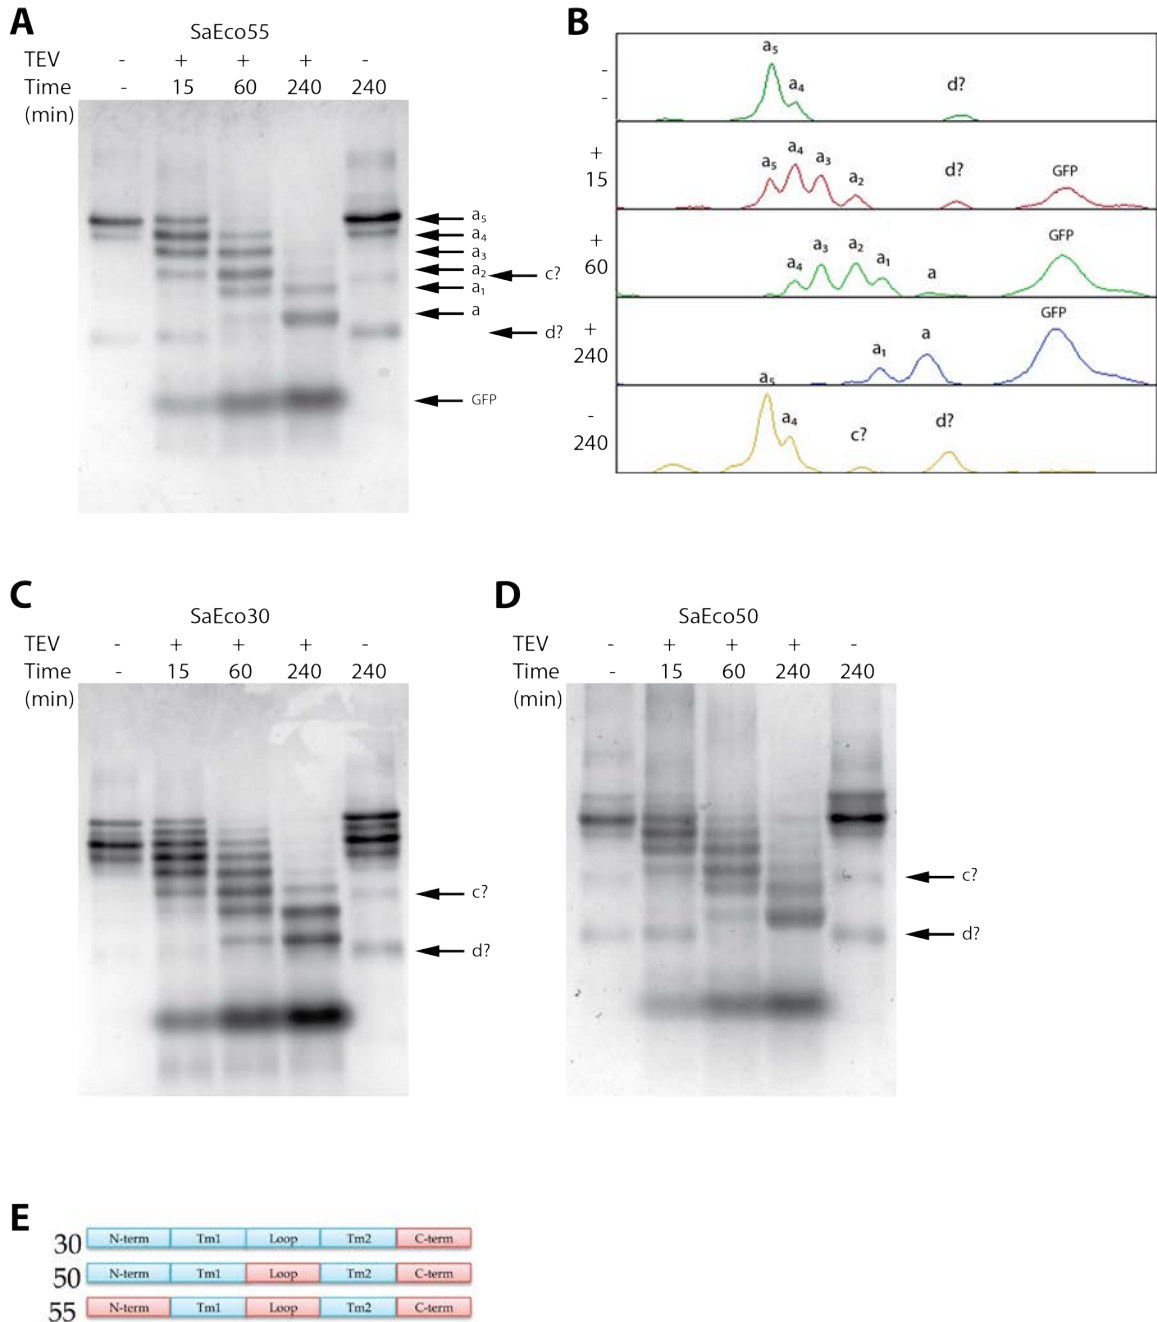 A
SaEco55
TEV - + + + -
Time - 15 60 240 240
(min)
a5
a4
a3
a2
c?
a1
a
d?
GFP
B
-
-
a5 a4 d?
+
15
a5 a4 a3 a2 d? GFP
+
60
a4 a3 a2 a1 a GFP
+
240
a1 a GFP
-
240
a5 a4 c? d?
C
SaEco30
TEV - + + + -
Time - 15 60 240 240
(min)
c?
d?
D
SaEco50
TEV - + + + -
Time - 15 60 240 240
(min)
c?
d?
E
30 N-term Tm1 Loop Tm2 C-term
50 N-term Tm1 Loop Tm2 C-term
55 N-term Tm1 Loop Tm2 C-term